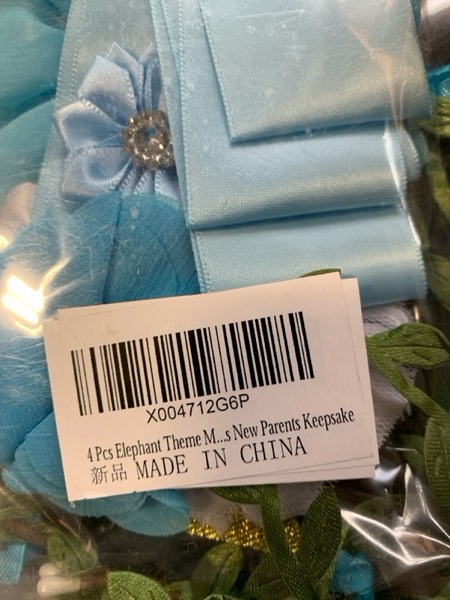 X004712G6P
4 Pcs Elephant Theme M...s New Parents Keepsake
新品 MADE IN CHINA